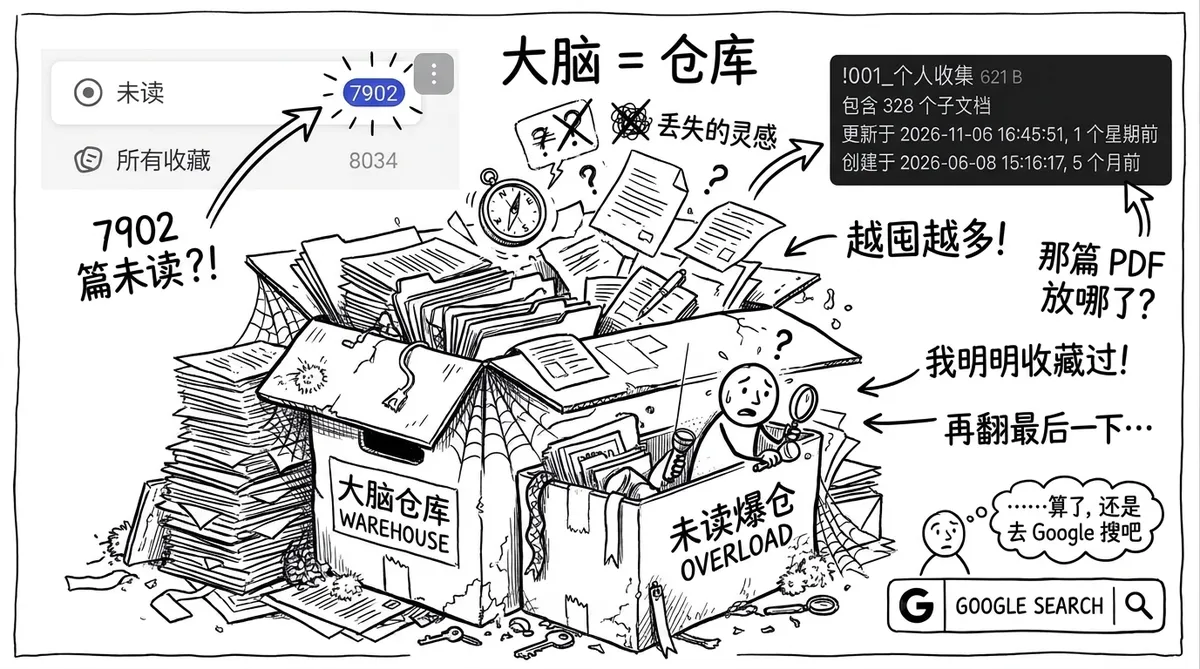 大脑 = 仓库
未读
7902
所有收藏
8034
7902
篇未读?!
丢失的灵感
!001_个人收集 621 B
包含 328 个子文档
更新于 2026-11-06 16:45:51, 1 个星期前
创建于 2026-06-08 15:16:17, 5 个月前
越囤越多!
那篇 PDF
放哪了?
我明明收藏过!
再翻最后一下…
?
?
?
N
E
S
W
大脑仓库
WAREHOUSE
未读爆仓
OVERLOAD
……算了, 还是
去 Google 搜吧
G
GOOGLE SEARCH